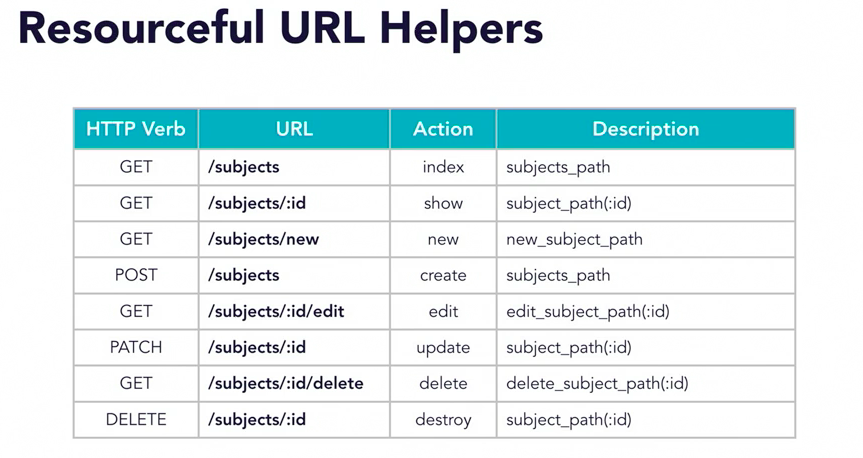 Resourceful URL Helpers
HTTP Verb URL Action Description
GET /subjects index subjects_path
GET /subjects/:id show subject_path(:id)
GET /subjects/new new new_subject_path
POST /subjects create subjects_path
GET /subjects/:id/edit edit edit_subject_path(:id)
PATCH /subjects/:id update subject_path(:id)
GET /subjects/:id/delete delete delete_subject_path(:id)
DELETE /subjects/:id destroy subject_path(:id)